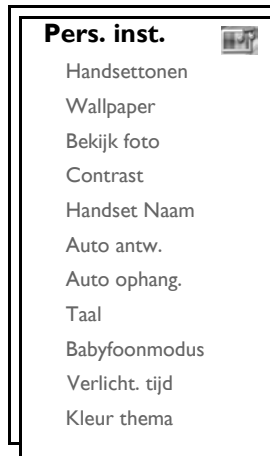 Pers. inst.
Handsettonen
Wallpaper
Bekijk foto
Contrast
Handset Naam
Auto antw.
Auto ophang.
Taal
Babyfoonmodus
Verlicht. tijd
Kleur thema